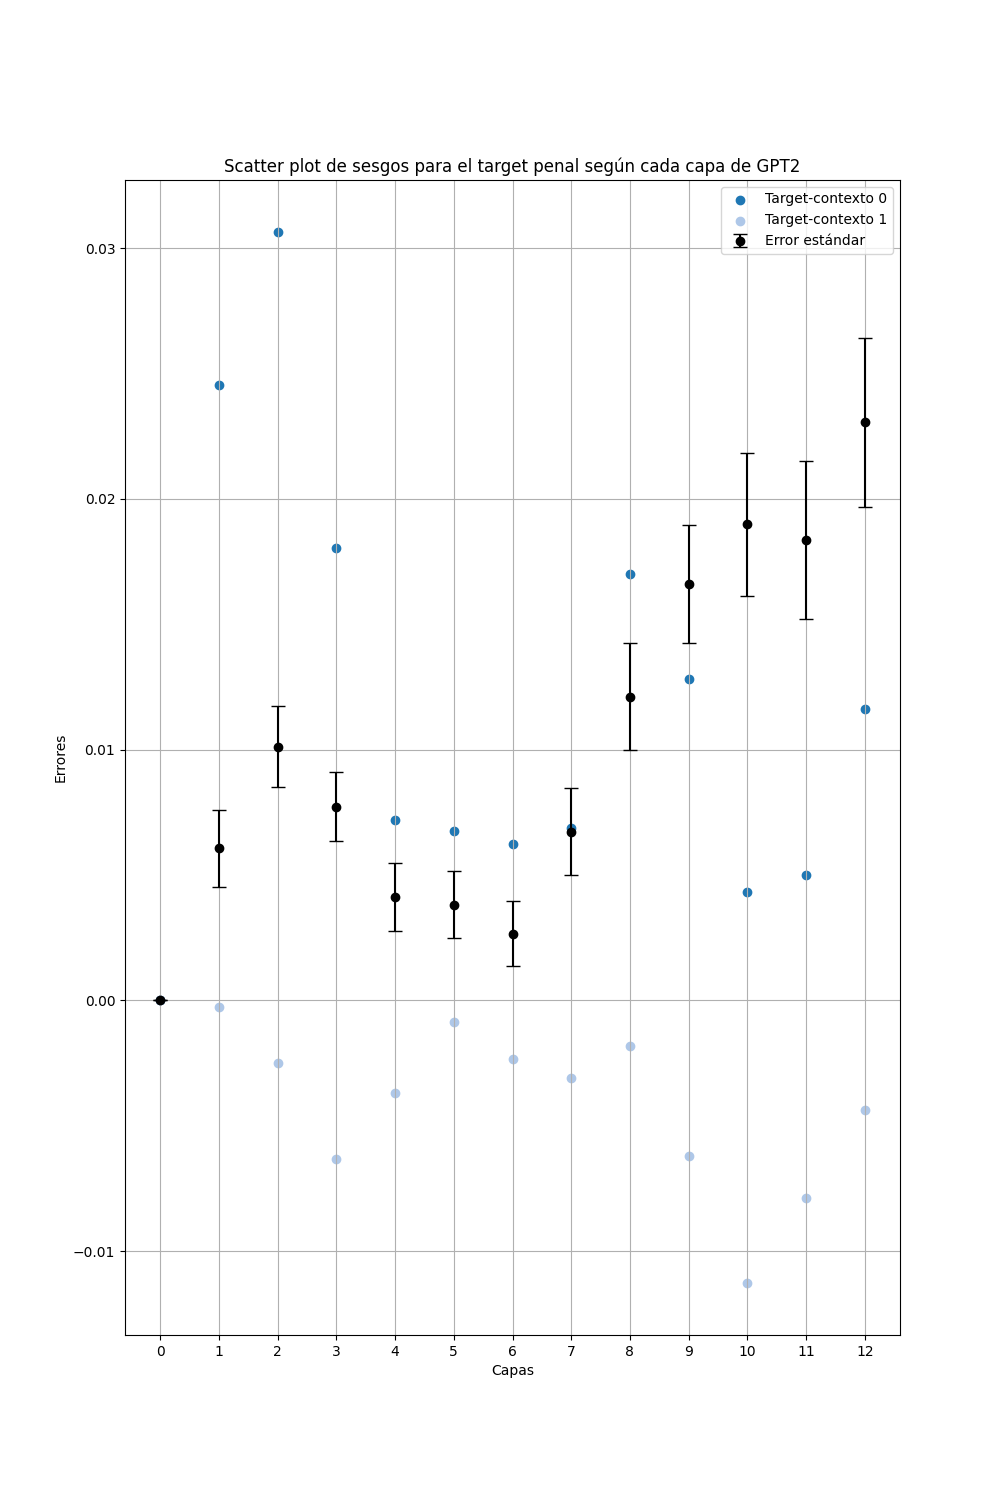 Scatter plot de sesgos para el target penal según cada capa de GPT2
Target-contexto 0
Target-contexto 1
Error estándar
0.03
0.02
0.01
0.00
−0.01
Errores
0 1 2 3 4 5 6 7 8 9 10 11 12
Capas